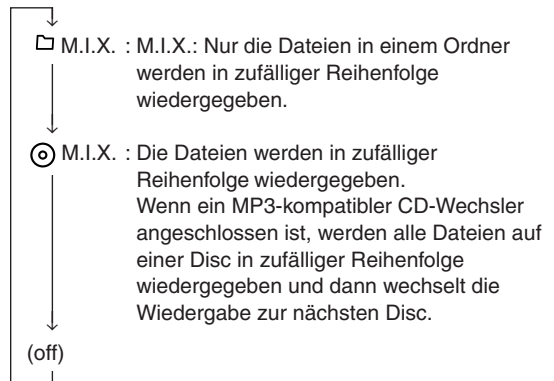 M.I.X. : M.I.X.: Nur die Dateien in einem Ordner
werden in zufälliger Reihenfolge
wiedergegeben.
M.I.X. : Die Dateien werden in zufälliger
Reihenfolge wiedergegeben.
Wenn ein MP3-kompatibler CD-Wechsler
angeschlossen ist, werden alle Dateien auf
einer Disc in zufälliger Reihenfolge
wiedergegeben und dann wechselt die
Wiedergabe zur nächsten Disc.
(off)